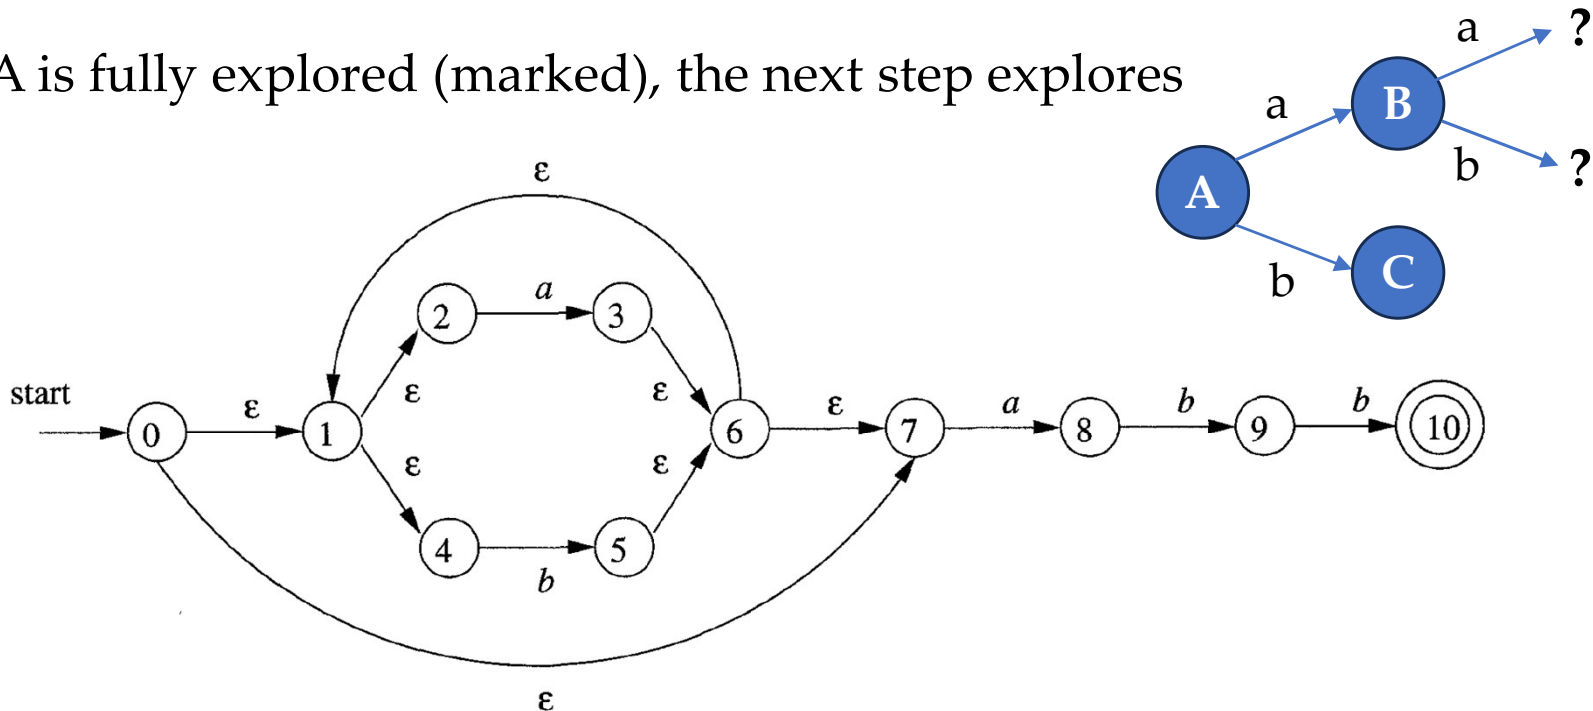 A is fully explored (marked), the next step explores
a
?
B
a
b
?
A
b
C
ε
2
a
3
ε
ε
start
0
ε
1
6
ε
7
a
8
b
9
b
10
ε
ε
4
b
5
ε